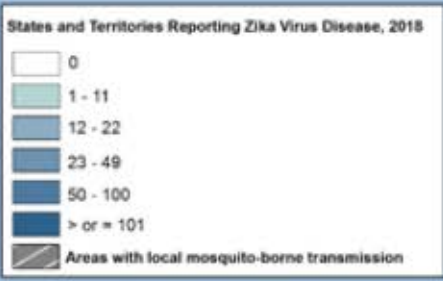 States and Territories Reporting Zika Virus Disease, 2018
0
1 - 11
12 - 22
23 - 49
50 - 100
> or = 101
Areas with local mosquito-borne transmission